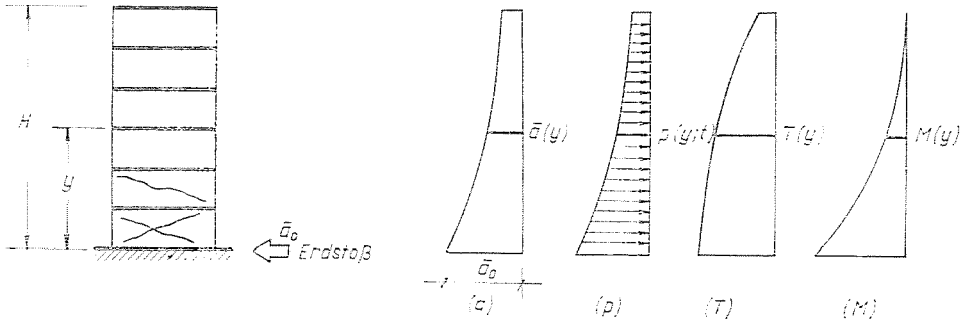 H
y
ā₀
Erdstoß
ā(y)
p(y;t)
T̄(y)
M(y)
ā₀
(a)
(p)
(T)
(M)